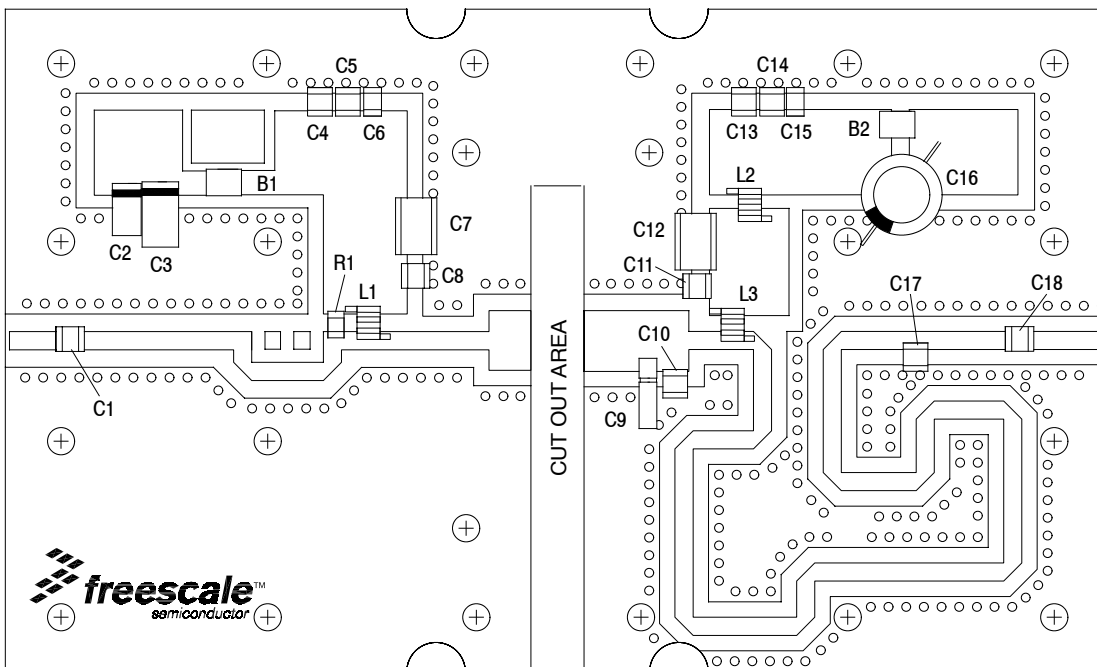 C5
C4
C6
B1
C2
C3
C7
C8
R1
L1
C1
C14
C13
C15
B2
L2
C16
C12
C11
L3
C10
C9
C17
C18
CUT OUT AREA
freescale™
semiconductor